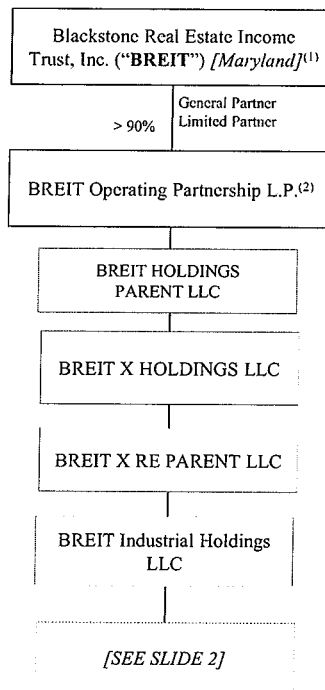 Blackstone Real Estate Income
Trust, Inc. (“BREIT”) [Maryland](1)
General Partner
> 90% Limited Partner
BREIT Operating Partnership L.P.(2)
BREIT HOLDINGS
PARENT LLC
BREIT X HOLDINGS LLC
BREIT X RE PARENT LLC
BREIT Industrial Holdings
LLC
[SEE SLIDE 2]